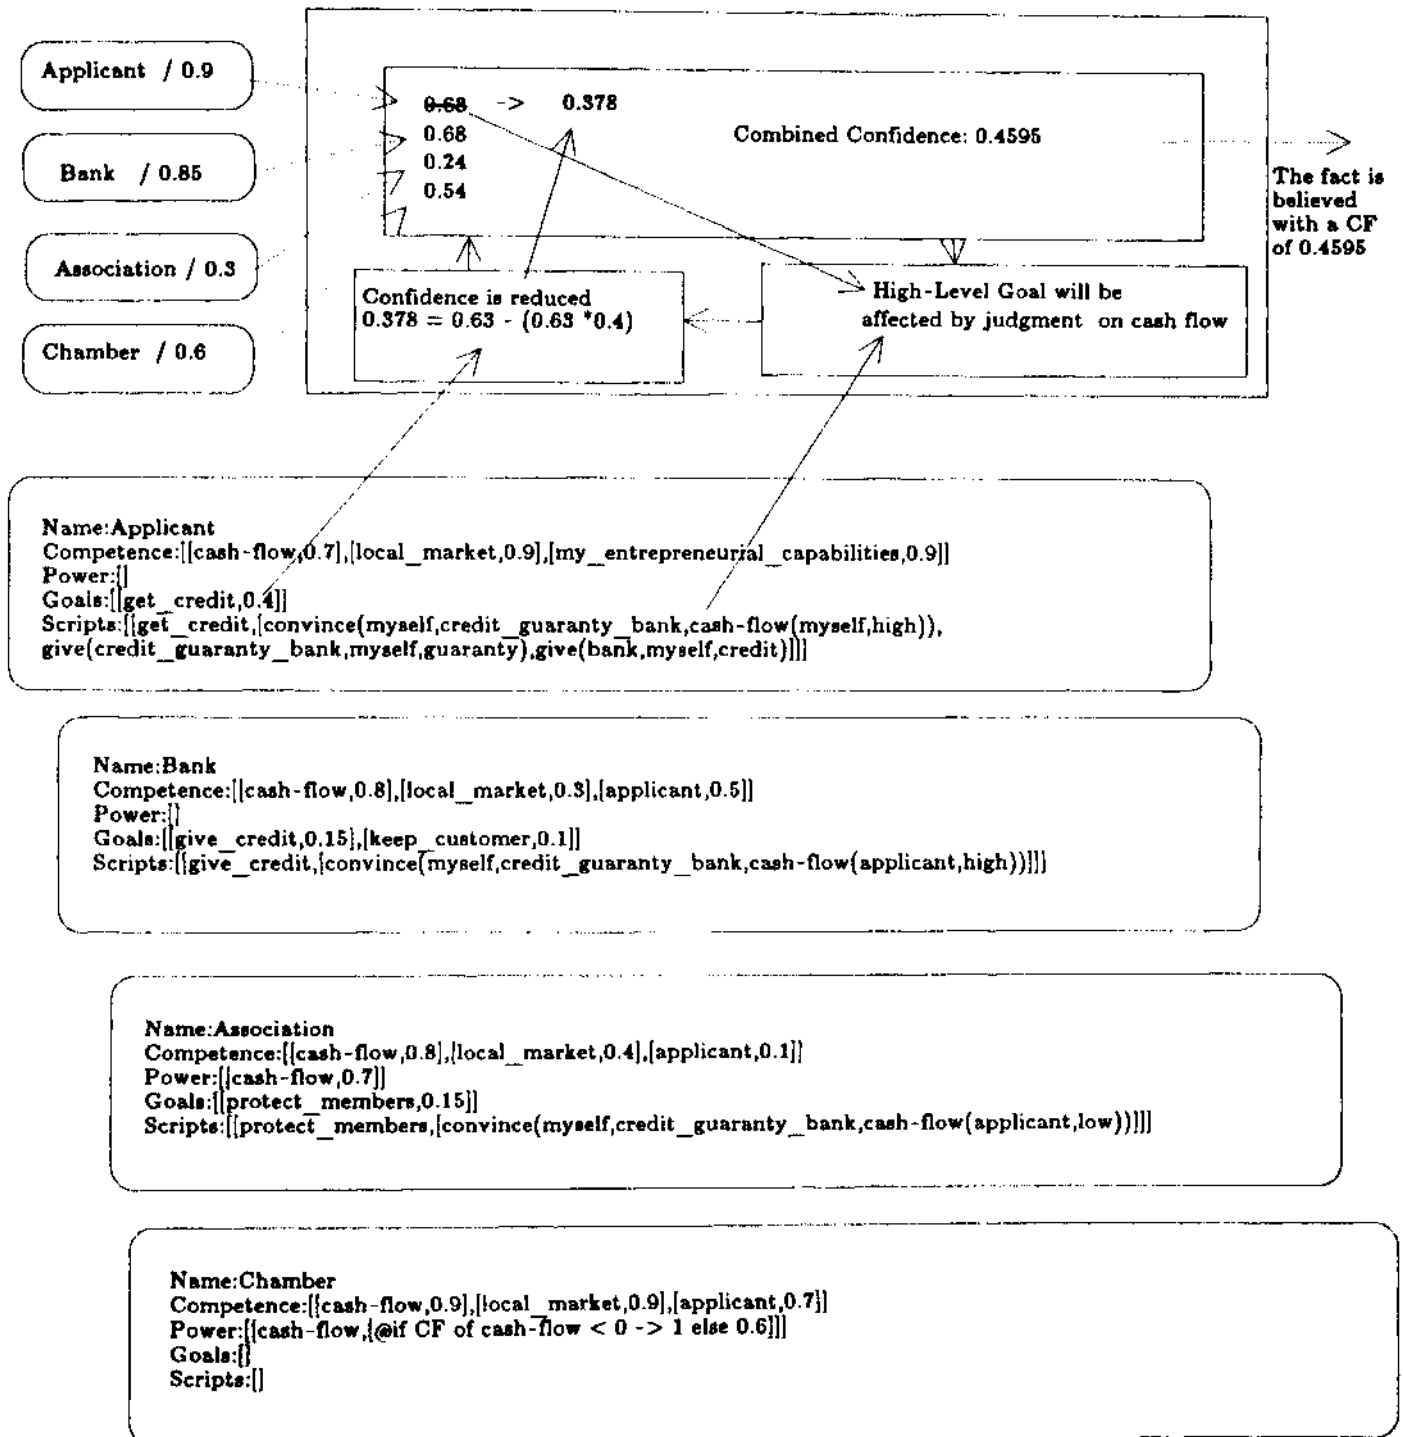 Applicant / 0.9
Bank / 0.85
Association / 0.3
Chamber / 0.6
0.68 -> 0.378
0.68
0.24
0.54
Combined Confidence: 0.4595
The fact is
believed
with a CF
of 0.4595
Confidence is reduced
0.378 = 0.63 - (0.63 *0.4)
High-Level Goal will be
affected by judgment on cash flow
Name:Applicant
Competence:[[cash-flow,0.7],[local_market,0.9],[my_entrepreneurial_capabilities,0.9]]
Power:[]
Goals:[[get_credit,0.4]]
Scripts:[[get_credit,[convince(myself,credit_guaranty_bank,cash-flow(myself,high)),
give(credit_guaranty_bank,myself,guaranty),give(bank,myself,credit)]]]
Name:Bank
Competence:[[cash-flow,0.8],[local_market,0.3],[applicant,0.5]]
Power:[]
Goals:[[give_credit,0.15],[keep_customer,0.1]]
Scripts:[[give_credit,[convince(myself,credit_guaranty_bank,cash-flow(applicant,high))]]]
Name:Association
Competence:[[cash-flow,0.8],[local_market,0.4],[applicant,0.1]]
Power:[[cash-flow,0.7]]
Goals:[[protect_members,0.15]]
Scripts:[[protect_members,[convince(myself,credit_guaranty_bank,cash-flow(applicant,low))]]]
Name:Chamber
Competence:[[cash-flow,0.9],[local_market,0.9],[applicant,0.7]]
Power:[[cash-flow,[@if CF of cash-flow < 0 -> 1 else 0.6]]]
Goals:[]
Scripts:[]